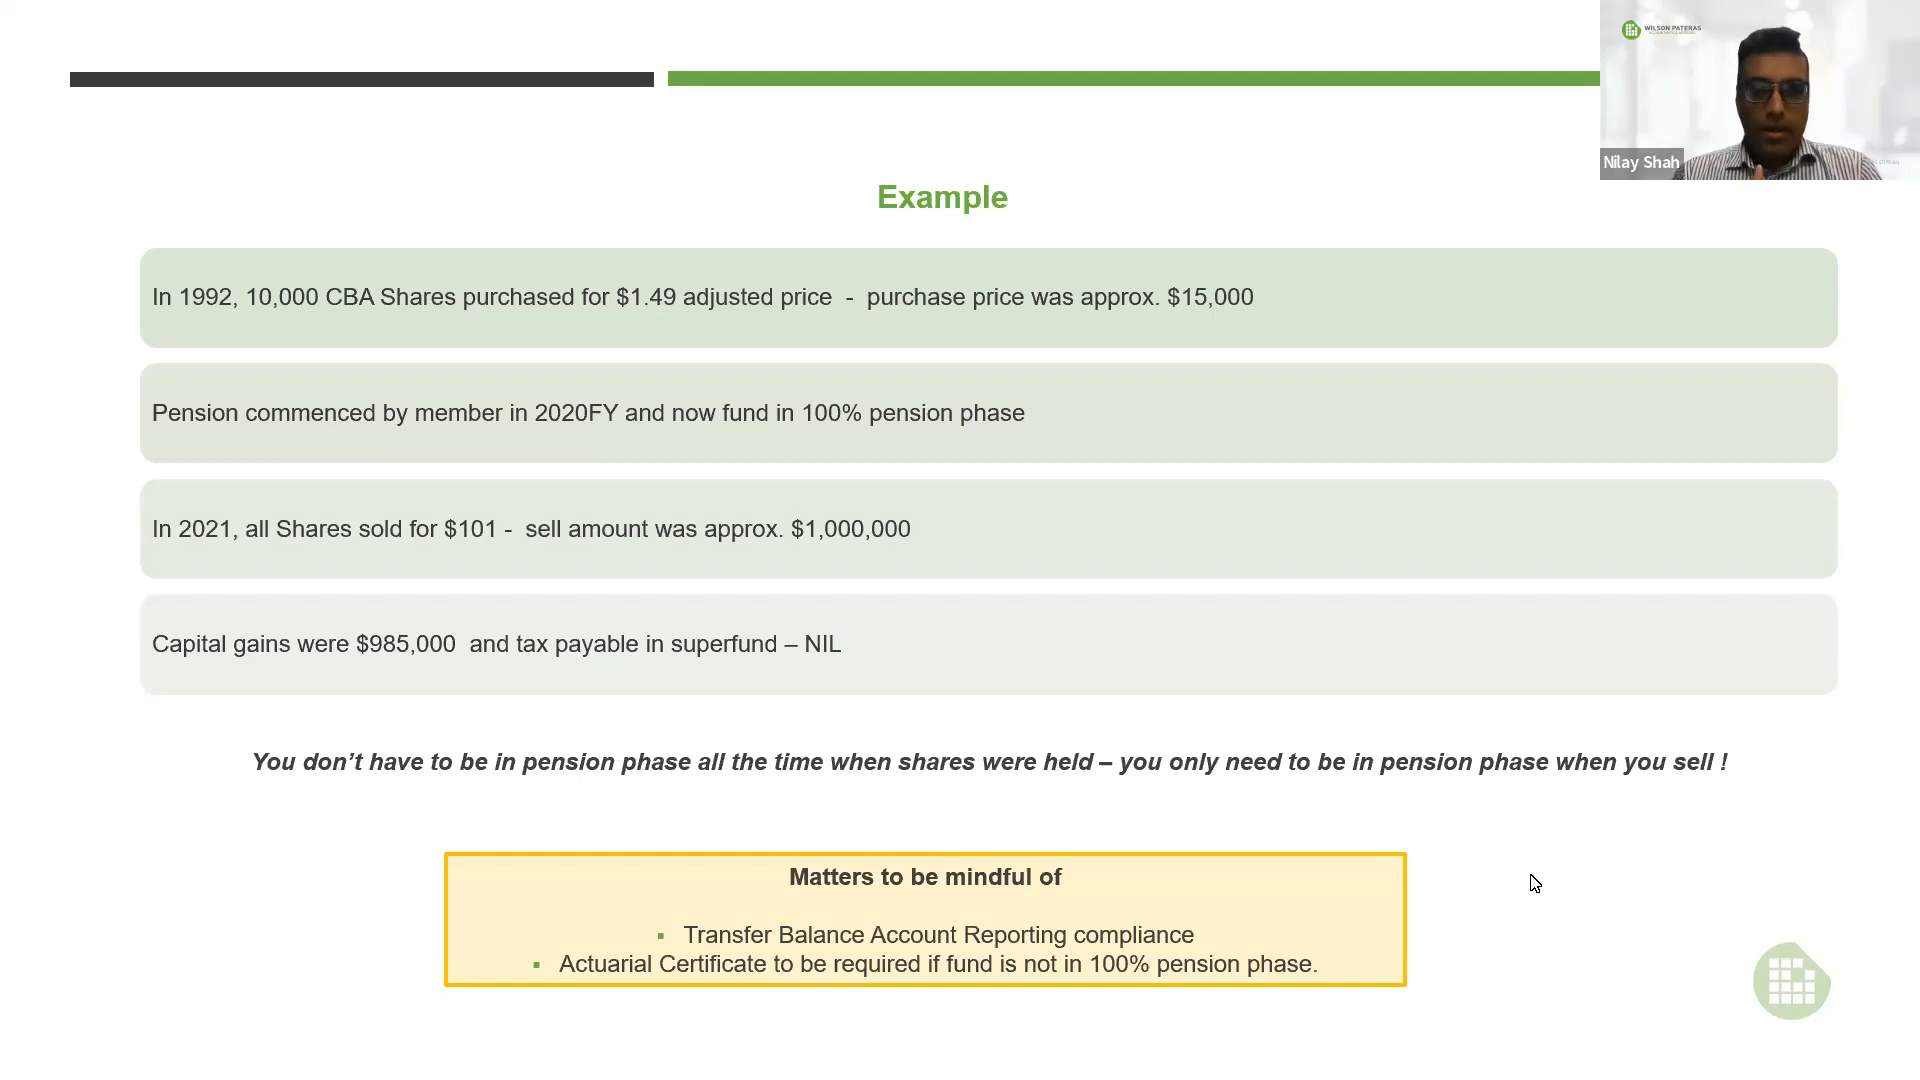 WILSON PATERAS
Nilay Shah
Example
In 1992, 10,000 CBA Shares purchased for $1.49 adjusted price - purchase price was approx. $15,000
Pension commenced by member in 2020FY and now fund in 100% pension phase
In 2021, all Shares sold for $101 - sell amount was approx. $1,000,000
Capital gains were $985,000 and tax payable in superfund – NIL
You don’t have to be in pension phase all the time when shares were held – you only need to be in pension phase when you sell !
Matters to be mindful of
▪ Transfer Balance Account Reporting compliance
▪ Actuarial Certificate to be required if fund is not in 100% pension phase.